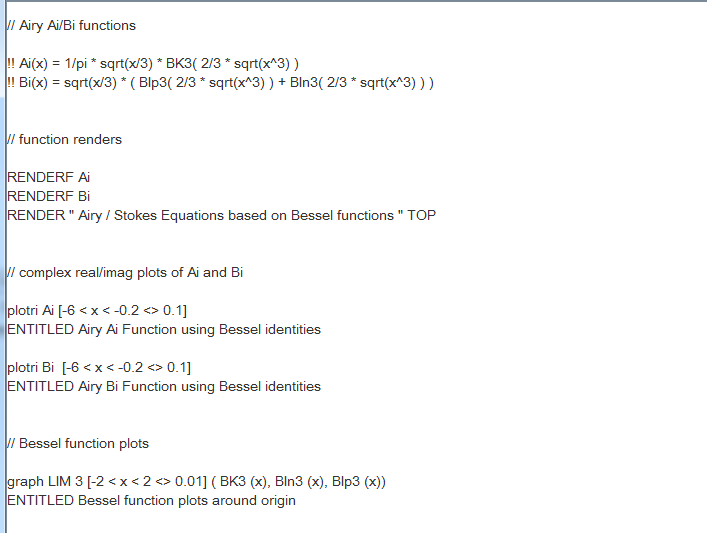 // Airy Ai/Bi functions
!! Ai(x) = 1/pi * sqrt(x/3) * BK3( 2/3 * sqrt(x^3) )
!! Bi(x) = sqrt(x/3) * ( BIp3( 2/3 * sqrt(x^3) ) + BIn3( 2/3 * sqrt(x^3) ) )
// function renders
RENDERF Ai
RENDERF Bi
RENDER " Airy / Stokes Equations based on Bessel functions " TOP
// complex real/imag plots of Ai and Bi
plotri Ai [-6 < x < -0.2 <> 0.1]
ENTITLED Airy Ai Function using Bessel identities
plotri Bi  [-6 < x < -0.2 <> 0.1]
ENTITLED Airy Bi Function using Bessel identities
// Bessel function plots
graph LIM 3 [-2 < x < 2 <> 0.01] ( BK3 (x), BIn3 (x), BIp3 (x))
ENTITLED Bessel function plots around origin